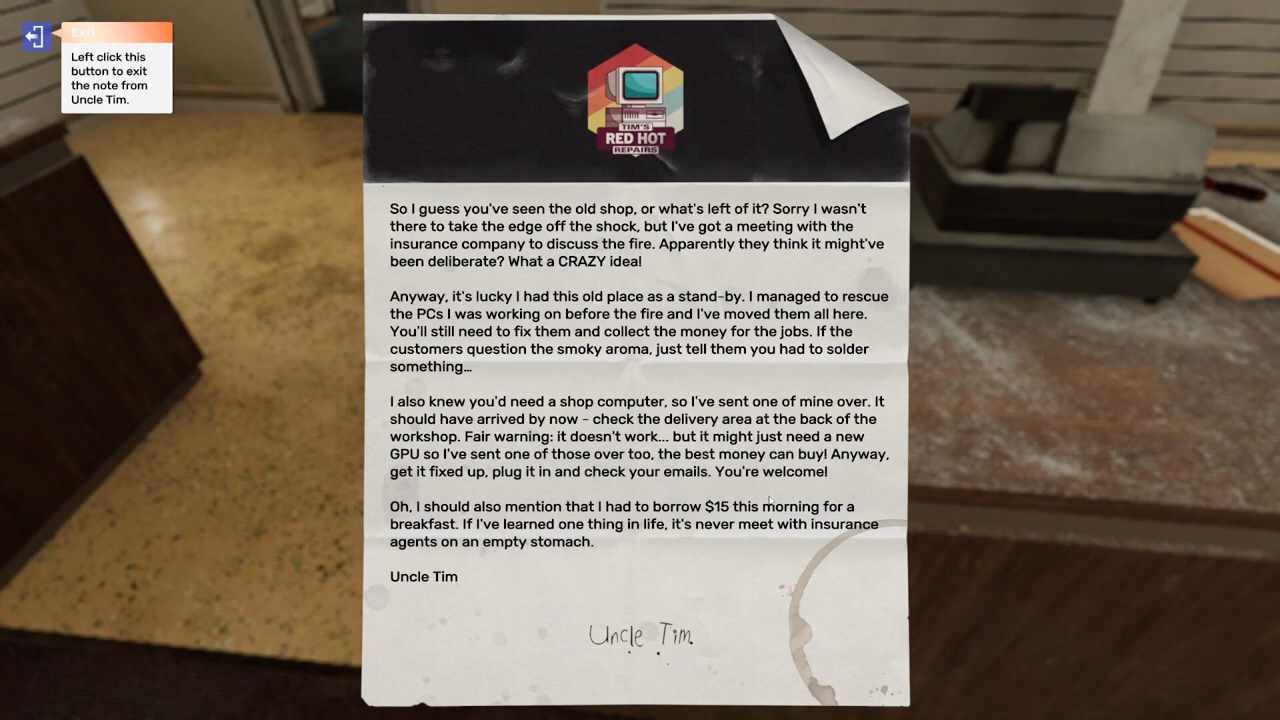 Exit
Left click this
button to exit
the note from
Uncle Tim.
TIM'S
RED HOT
REPAIRS
So I guess you've seen the old shop, or what's left of it? Sorry I wasn't
there to take the edge off the shock, but I've got a meeting with the
insurance company to discuss the fire. Apparently they think it might've
been deliberate? What a CRAZY idea!
Anyway, it's lucky I had this old place as a stand-by. I managed to rescue
the PCs I was working on before the fire and I've moved them all here.
You'll still need to fix them and collect the money for the jobs. If the
customers question the smoky aroma, just tell them you had to solder
something...
I also knew you'd need a shop computer, so I've sent one of mine over. It
should have arrived by now - check the delivery area at the back of the
workshop. Fair warning: it doesn't work... but it might just need a new
GPU so I've sent one of those over too, the best money can buy! Anyway,
get it fixed up, plug it in and check your emails. You're welcome!
Oh, I should also mention that I had to borrow $15 this morning for a
breakfast. If I've learned one thing in life, it's never meet with insurance
agents on an empty stomach.
Uncle Tim
Uncle Tim